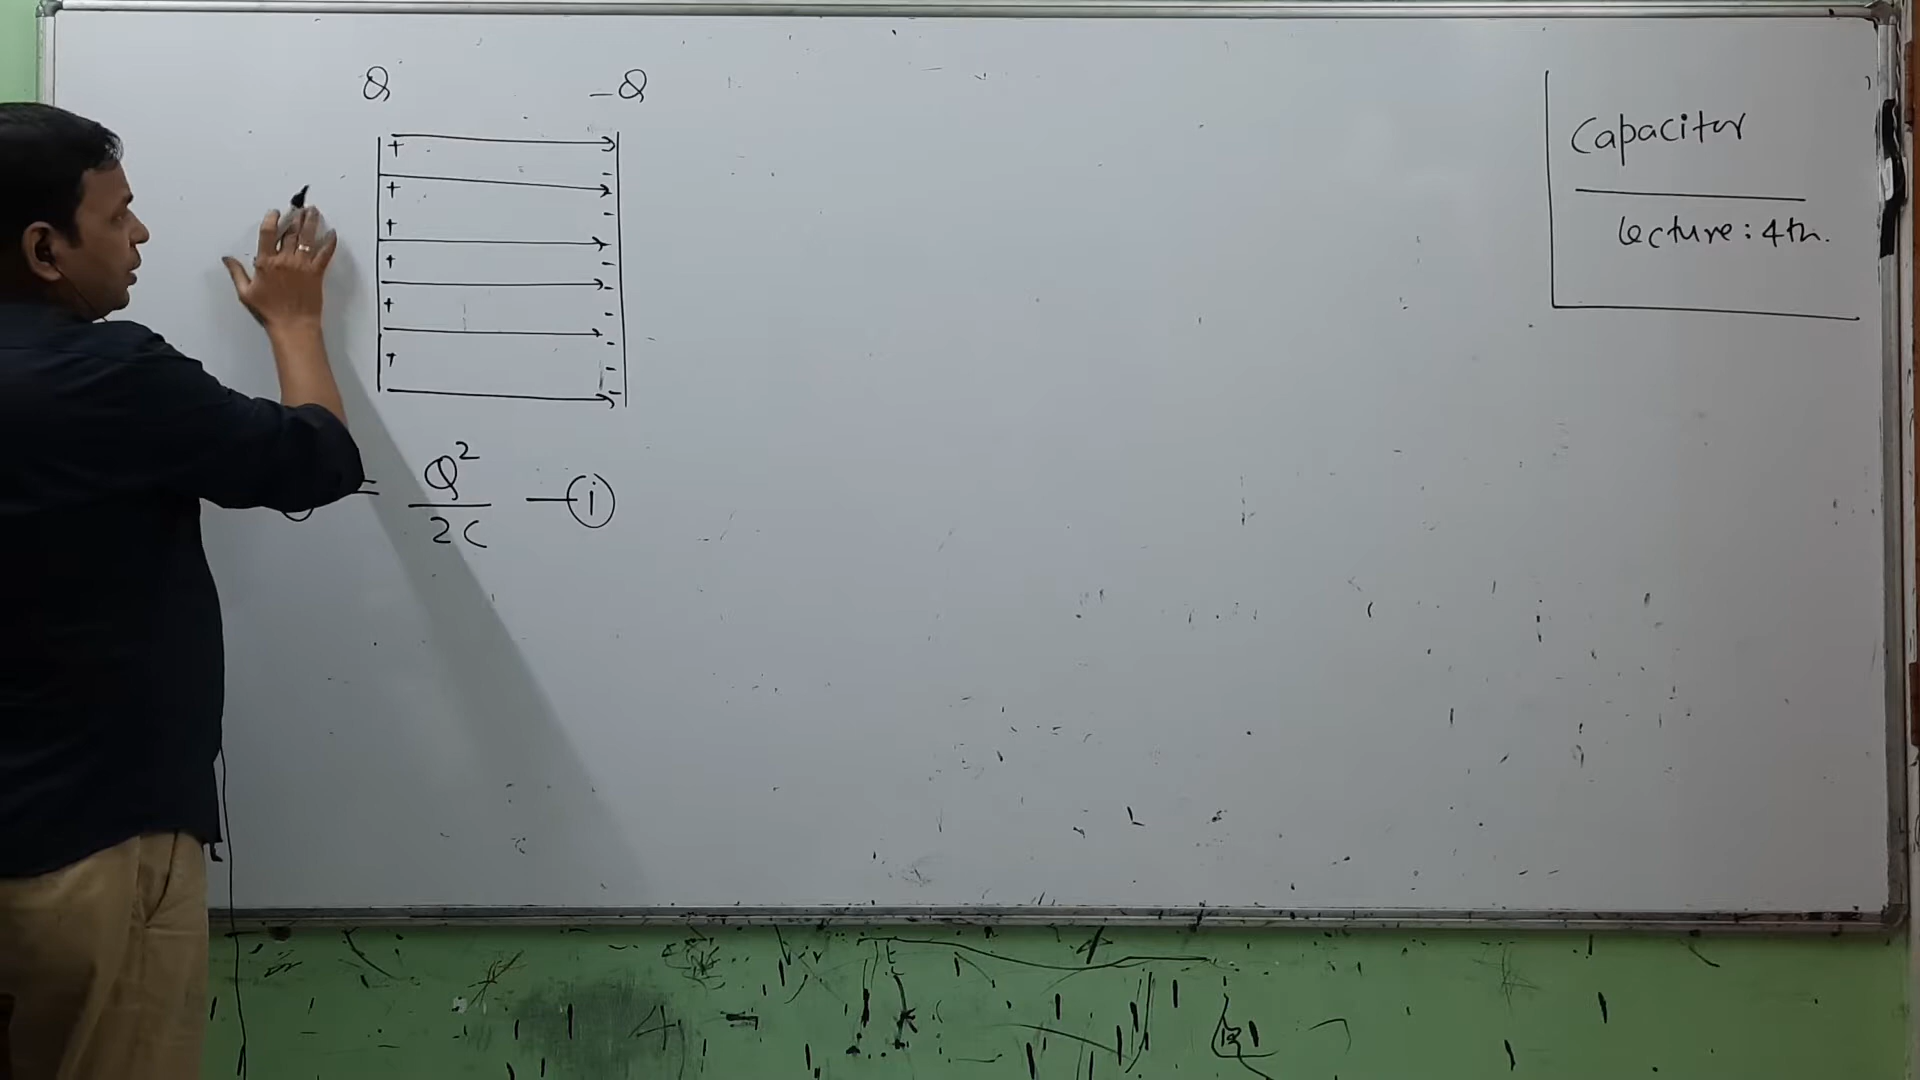 Q
-Q
= Q²
2C
— (i)
Capacitor
Lecture: 4th.